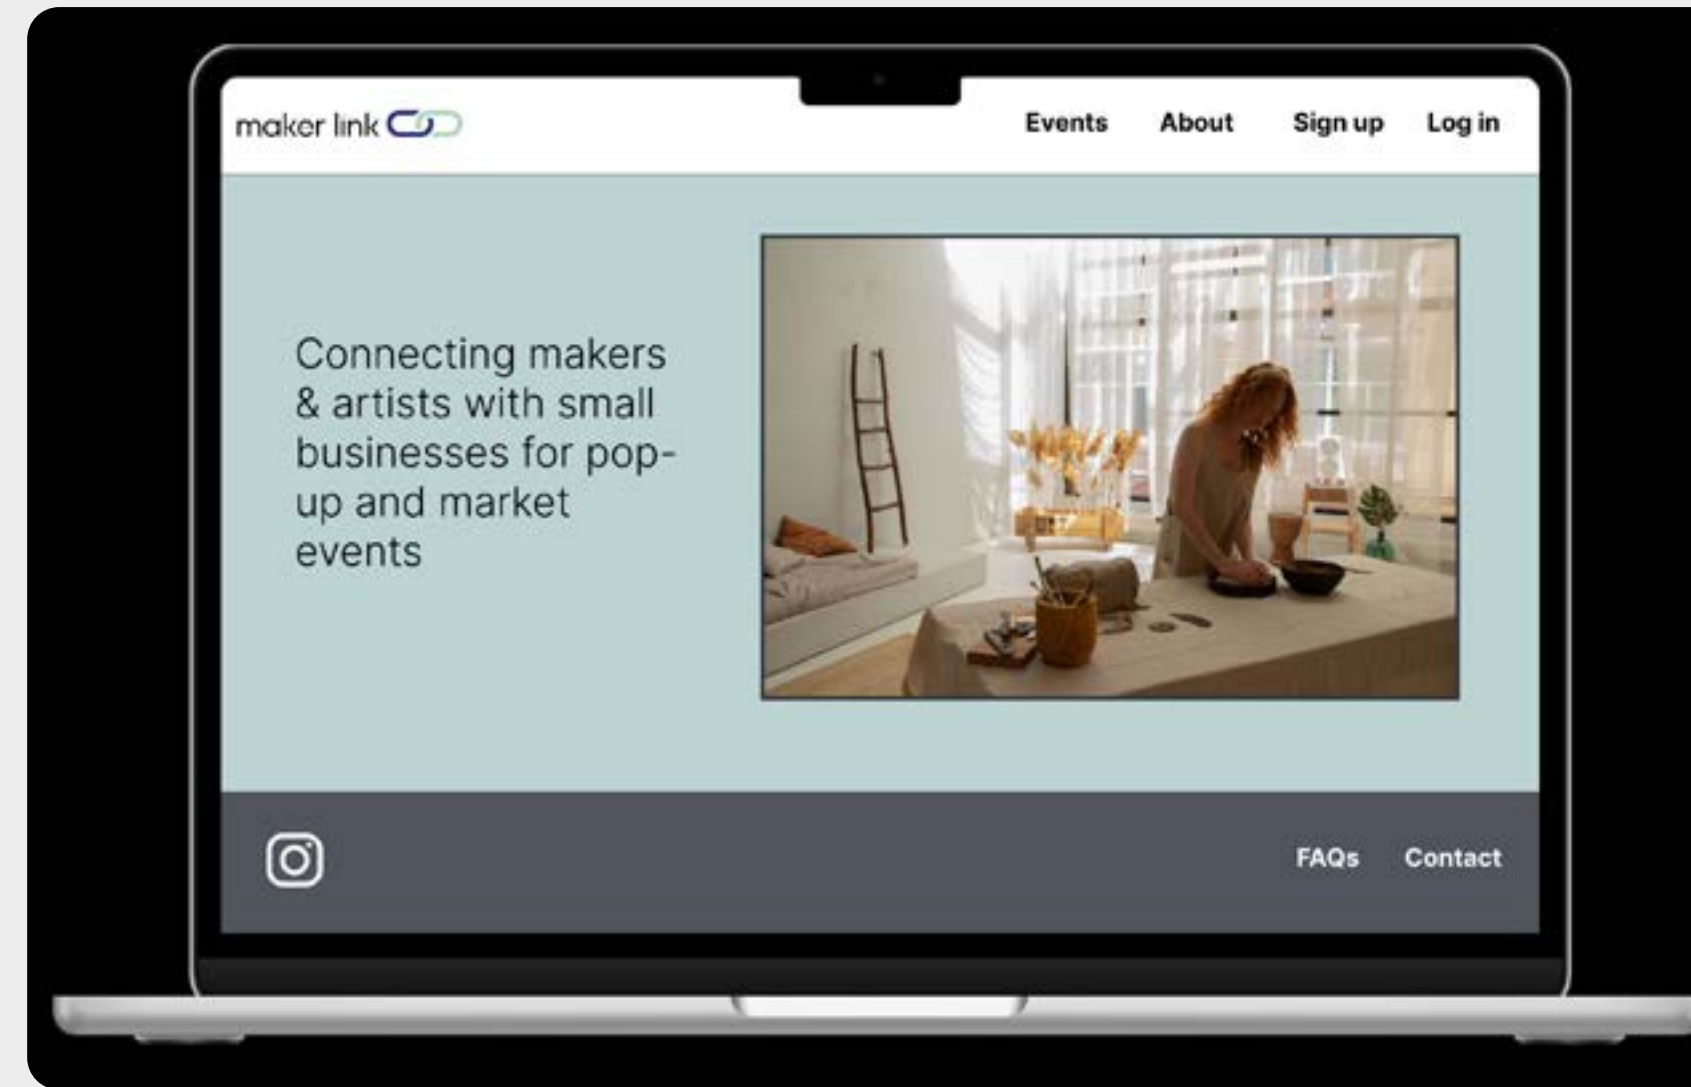 maker link
Events About Sign up Log in
Connecting makers
& artists with small
businesses for pop-
up and market
events
FAQs Contact